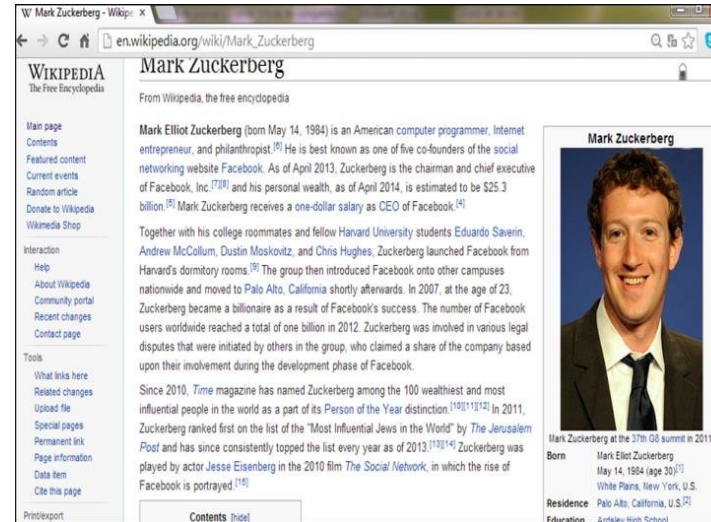 W Mark Zuckerberg - Wikipe ×
en.wikipedia.org/wiki/Mark_Zuckerberg
WIKIPEDIA
The Free Encyclopedia
Main page
Contents
Featured content
Current events
Random article
Donate to Wikipedia
Wikimedia Shop
Interaction
Help
About Wikipedia
Community portal
Recent changes
Contact page
Tools
What links here
Related changes
Upload file
Special pages
Permanent link
Page information
Data item
Cite this page
Print/export
Mark Zuckerberg
From Wikipedia, the free encyclopedia
Mark Elliot Zuckerberg (born May 14, 1984) is an American computer programmer, Internet
entrepreneur, and philanthropist.[6] He is best known as one of five co-founders of the social
networking website Facebook. As of April 2013, Zuckerberg is the chairman and chief executive
of Facebook, Inc.[7][8] and his personal wealth, as of April 2014, is estimated to be $25.3
billion.[5] Mark Zuckerberg receives a one-dollar salary as CEO of Facebook.[4]
Together with his college roommates and fellow Harvard University students Eduardo Saverin,
Andrew McCollum, Dustin Moskovitz, and Chris Hughes, Zuckerberg launched Facebook from
Harvard's dormitory rooms.[9] The group then introduced Facebook onto other campuses
nationwide and moved to Palo Alto, California shortly afterwards. In 2007, at the age of 23,
Zuckerberg became a billionaire as a result of Facebook's success. The number of Facebook
users worldwide reached a total of one billion in 2012. Zuckerberg was involved in various legal
disputes that were initiated by others in the group, who claimed a share of the company based
upon their involvement during the development phase of Facebook.
Since 2010, Time magazine has named Zuckerberg among the 100 wealthiest and most
influential people in the world as a part of its Person of the Year distinction.[10][11][12] In 2011,
Zuckerberg ranked first on the list of the "Most Influential Jews in the World" by The Jerusalem
Post and has since consistently topped the list every year as of 2013.[13][14] Zuckerberg was
played by actor Jesse Eisenberg in the 2010 film The Social Network, in which the rise of
Facebook is portrayed.[15]
Contents [hide]
Mark Zuckerberg
Mark Zuckerberg at the 37th G8 summit in 2011
Born Mark Elliot Zuckerberg
May 14, 1984 (age 30)[1]
White Plains, New York, U.S.
Residence Palo Alto, California, U.S.[2]
Education Ardsley High School